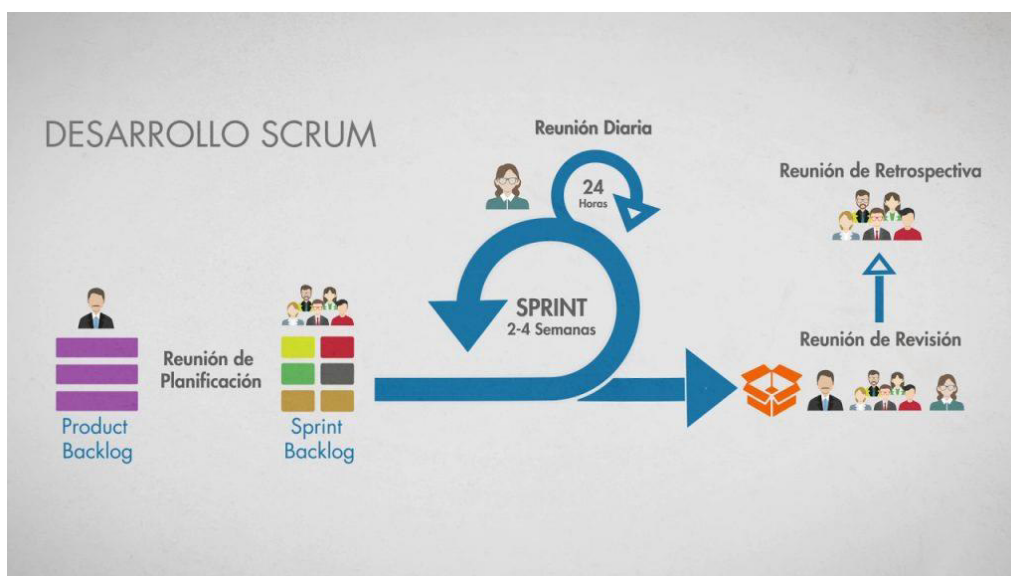 DESARROLLO SCRUM
Reunión Diaria
24
Horas
Reunión de Retrospectiva
SPRINT
2-4 Semanas
Reunión de Revisión
Reunión de
Planificación
Product
Backlog
Sprint
Backlog